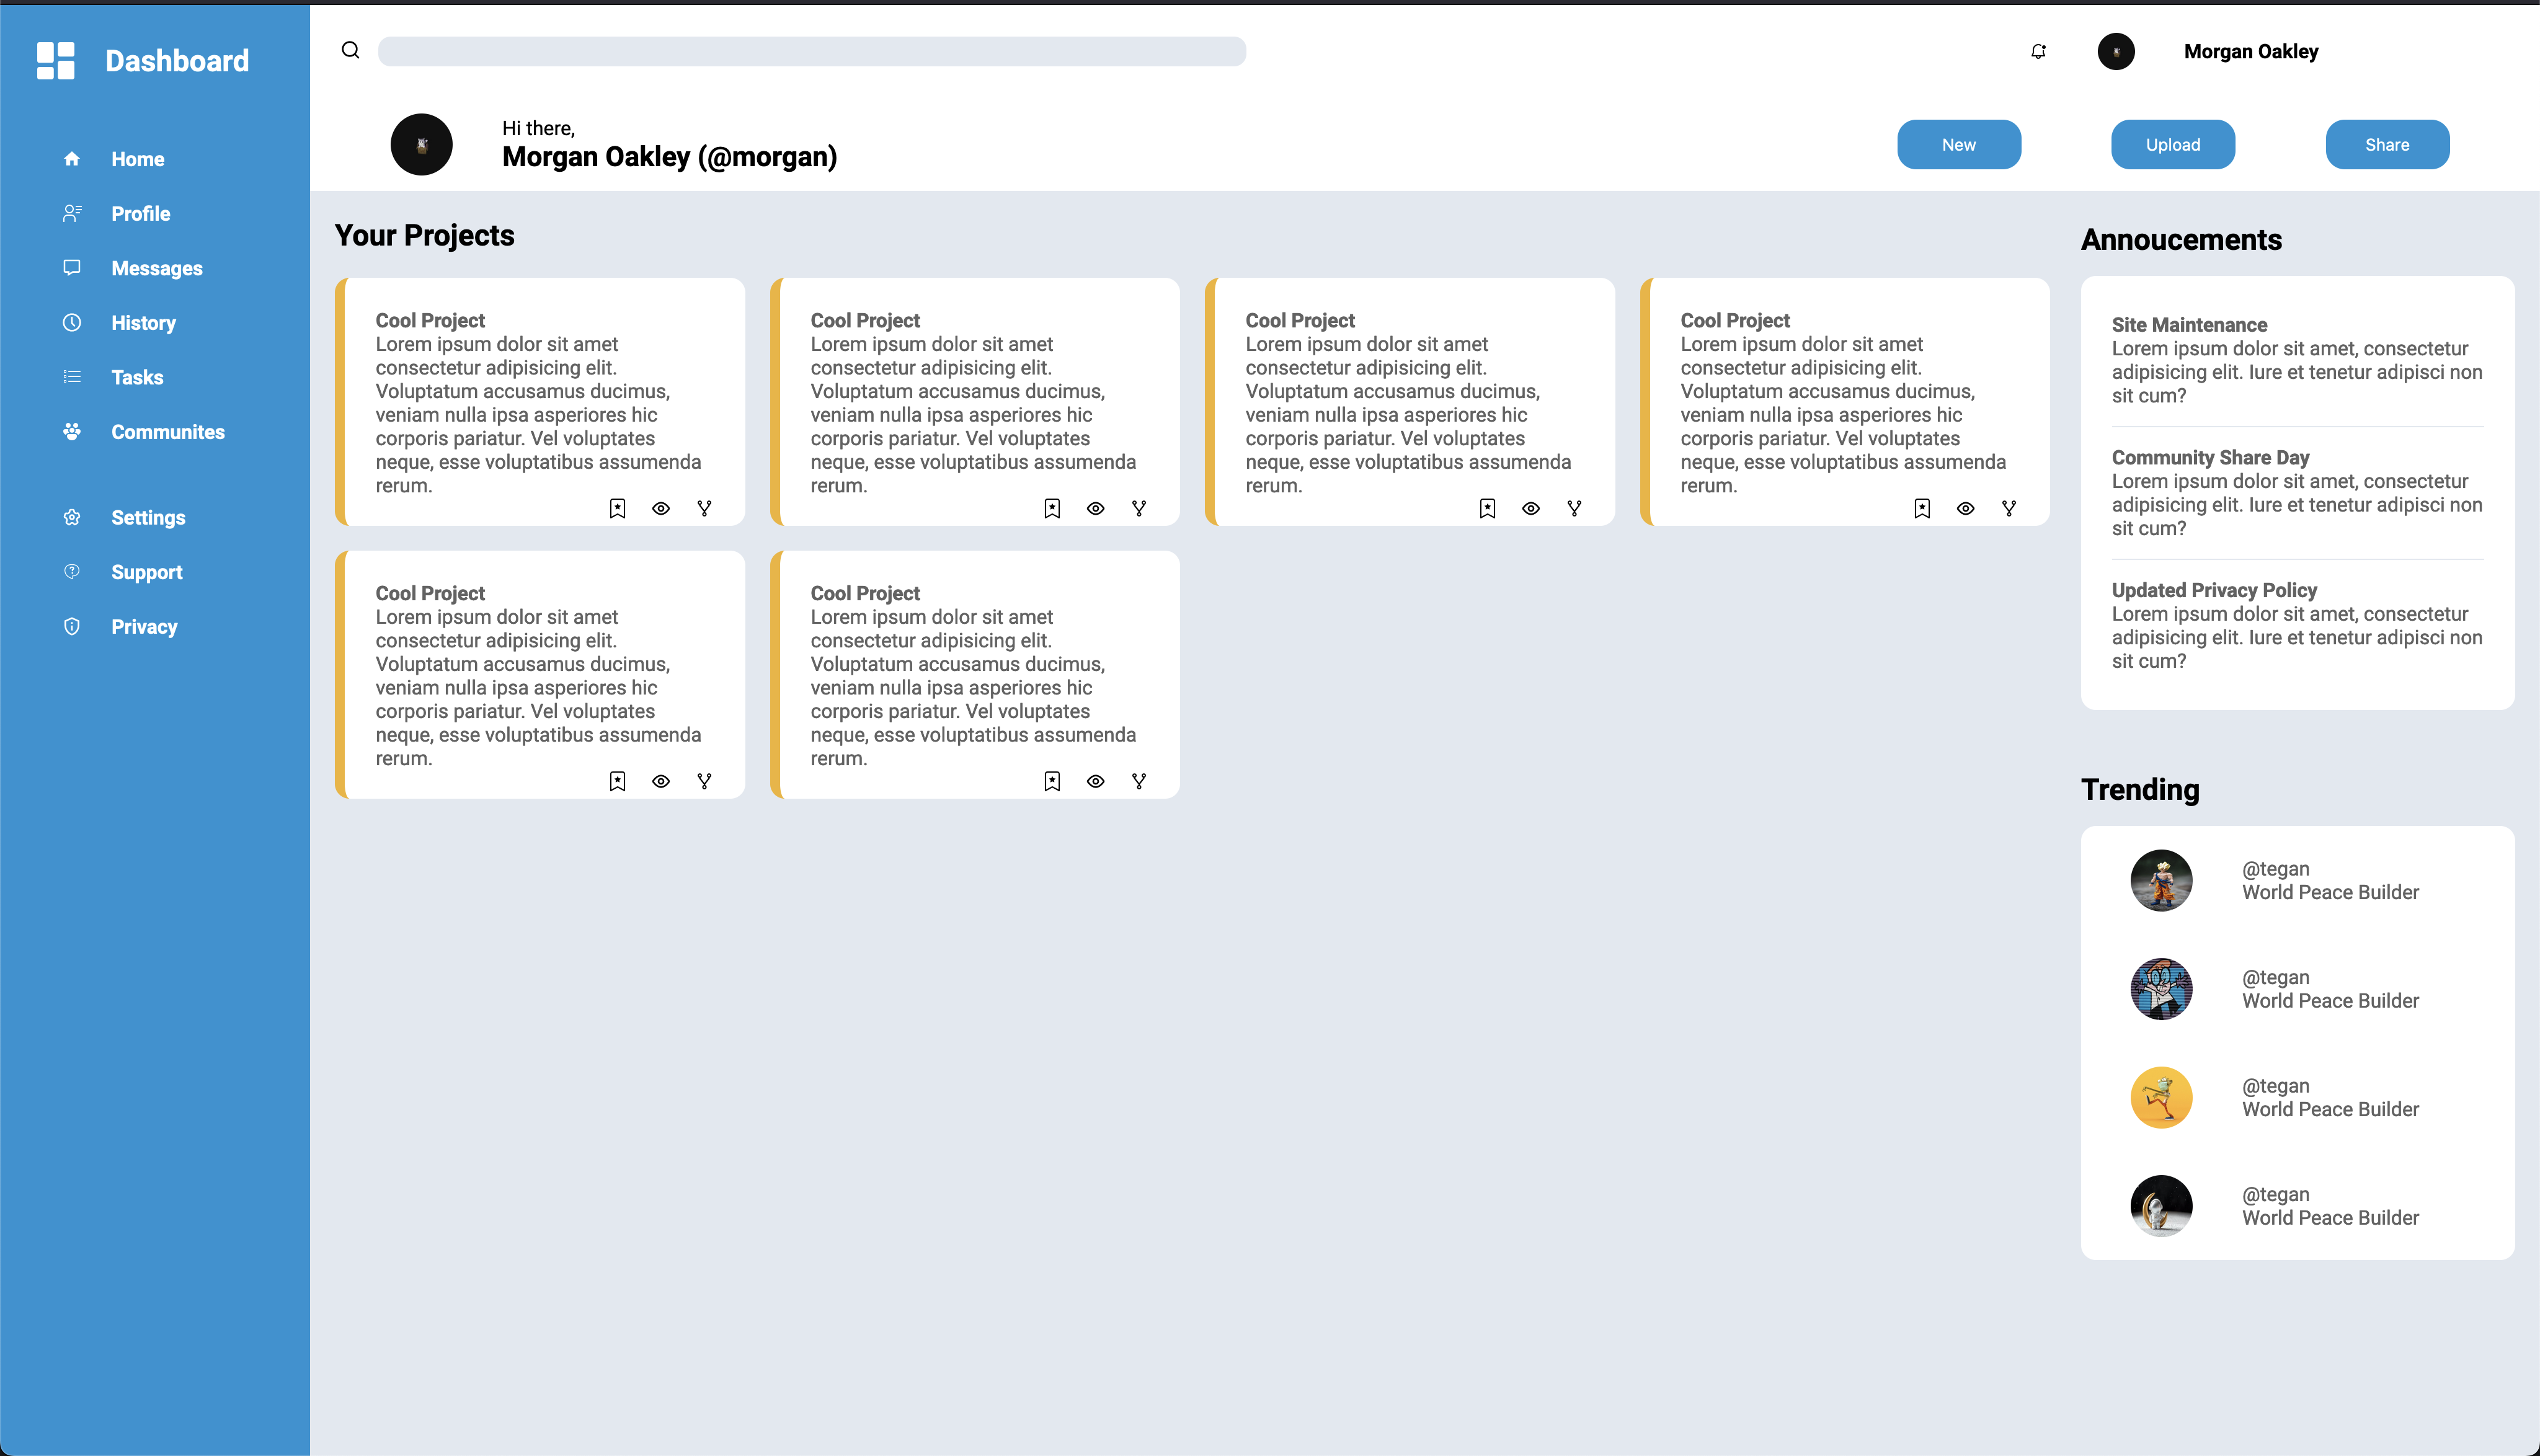 Dashboard
Home
Profile
Messages
History
Tasks
Communites
Settings
Support
Privacy
Morgan Oakley
Hi there,
Morgan Oakley (@morgan)
New
Upload
Share
Your Projects
Cool Project
Lorem ipsum dolor sit amet
consectetur adipisicing elit.
Voluptatum accusamus ducimus,
veniam nulla ipsa asperiores hic
corporis pariatur. Vel voluptates
neque, esse voluptatibus assumenda
rerum.
Cool Project
Lorem ipsum dolor sit amet
consectetur adipisicing elit.
Voluptatum accusamus ducimus,
veniam nulla ipsa asperiores hic
corporis pariatur. Vel voluptates
neque, esse voluptatibus assumenda
rerum.
Cool Project
Lorem ipsum dolor sit amet
consectetur adipisicing elit.
Voluptatum accusamus ducimus,
veniam nulla ipsa asperiores hic
corporis pariatur. Vel voluptates
neque, esse voluptatibus assumenda
rerum.
Cool Project
Lorem ipsum dolor sit amet
consectetur adipisicing elit.
Voluptatum accusamus ducimus,
veniam nulla ipsa asperiores hic
corporis pariatur. Vel voluptates
neque, esse voluptatibus assumenda
rerum.
Cool Project
Lorem ipsum dolor sit amet
consectetur adipisicing elit.
Voluptatum accusamus ducimus,
veniam nulla ipsa asperiores hic
corporis pariatur. Vel voluptates
neque, esse voluptatibus assumenda
rerum.
Cool Project
Lorem ipsum dolor sit amet
consectetur adipisicing elit.
Voluptatum accusamus ducimus,
veniam nulla ipsa asperiores hic
corporis pariatur. Vel voluptates
neque, esse voluptatibus assumenda
rerum.
Annoucements
Site Maintenance
Lorem ipsum dolor sit amet, consectetur
adipisicing elit. Iure et tenetur adipisci non
sit cum?
Community Share Day
Lorem ipsum dolor sit amet, consectetur
adipisicing elit. Iure et tenetur adipisci non
sit cum?
Updated Privacy Policy
Lorem ipsum dolor sit amet, consectetur
adipisicing elit. Iure et tenetur adipisci non
sit cum?
Trending
@tegan
World Peace Builder
@tegan
World Peace Builder
@tegan
World Peace Builder
@tegan
World Peace Builder